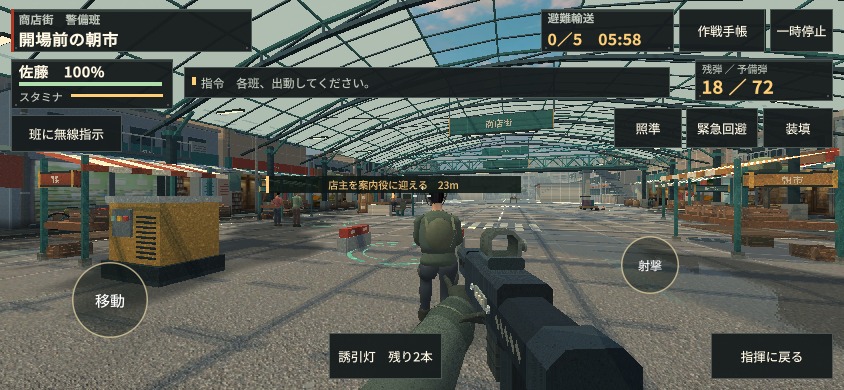 商店街　警備班
開場前の朝市
避難輸送
0／5　05:58
作戦手帳
一時停止
佐藤　100%
スタミナ
指令　各班、出動してください。
残弾 ／ 予備弾
18 ／ 72
班に無線指示
商店街
照準
緊急回避
装填
店主を案内役に迎える　23m
朝市
移動
射撃
誘引灯　残り2本
指揮に戻る